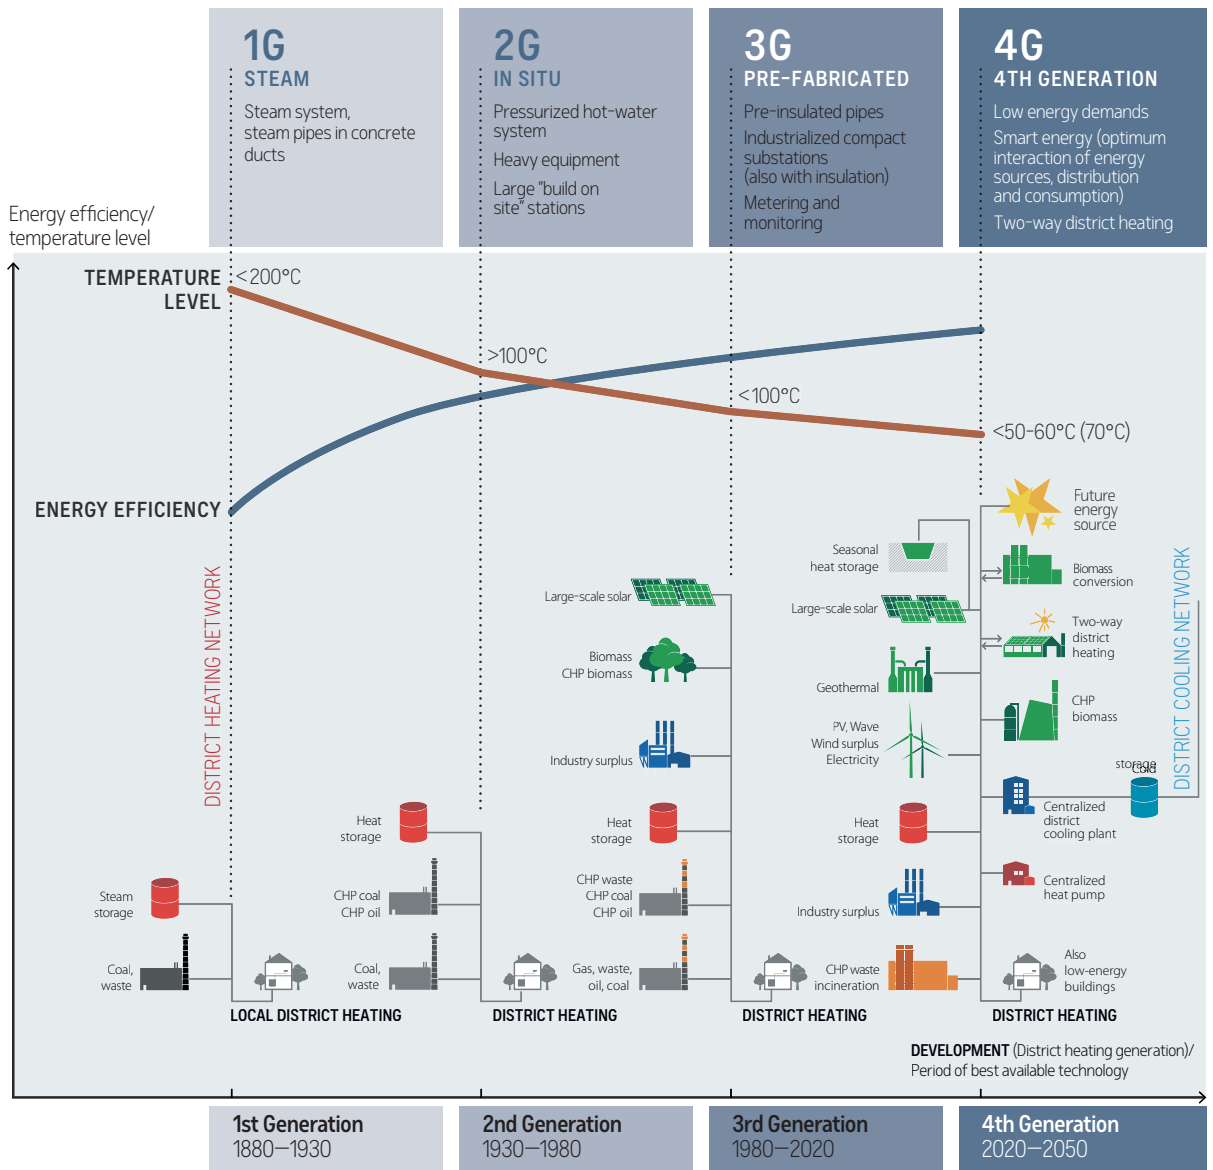 1G
STEAM
Steam system,
steam pipes in concrete
ducts
2G
IN SITU
Pressurized hot-water
system
Heavy equipment
Large "build on
site" stations
3G
PRE-FABRICATED
Pre-insulated pipes
Industrialized compact
substations
(also with insulation)
Metering and
monitoring
4G
4TH GENERATION
Low energy demands
Smart energy (optimum
interaction of energy
sources, distribution
and consumption)
Two-way district heating
Energy efficiency/
temperature level
TEMPERATURE
LEVEL
<200°C
>100°C
<100°C
<50-60°C (70°C)
ENERGY EFFICIENCY
DISTRICT HEATING NETWORK
Steam
storage
Coal,
waste
LOCAL DISTRICT HEATING
Heat
storage
CHP coal
CHP oil
Coal,
waste
DISTRICT HEATING
Large-scale solar
Biomass
CHP biomass
Industry surplus
Heat
storage
CHP waste
CHP coal
CHP oil
Gas, waste,
oil, coal
DISTRICT HEATING
Seasonal
heat storage
Large-scale solar
Geothermal
PV, Wave
Wind surplus
Electricity
Heat
storage
Industry surplus
CHP waste
incineration
Future
energy
source
Biomass
conversion
Two-way
district
heating
CHP
biomass
storage
Cold
Centralized
district
cooling plant
Centralized
heat pump
Also
low-energy
buildings
DISTRICT HEATING
DISTRICT COOLING NETWORK
DEVELOPMENT (District heating generation)/
Period of best available technology
1st Generation
1880–1930
2nd Generation
1930–1980
3rd Generation
1980–2020
4th Generation
2020–2050